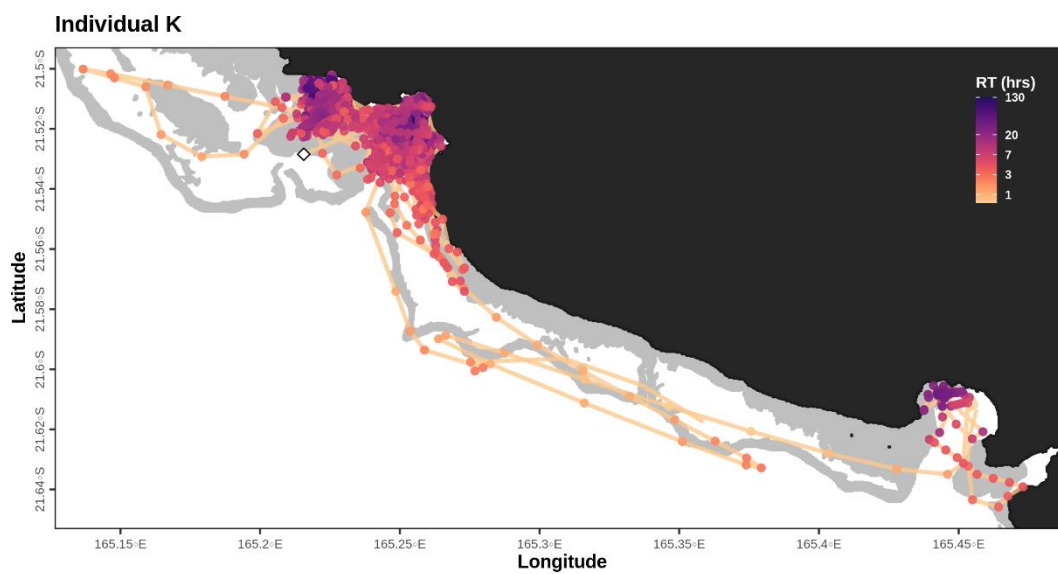 Individual K
21.5°S
21.52°S
21.54°S
21.56°S
21.58°S
21.6°S
21.62°S
21.64°S
Latitude
RT (hrs)
130
20
7
3
1
165.15°E
165.2°E
165.25°E
165.3°E
165.35°E
165.4°E
165.45°E
Longitude